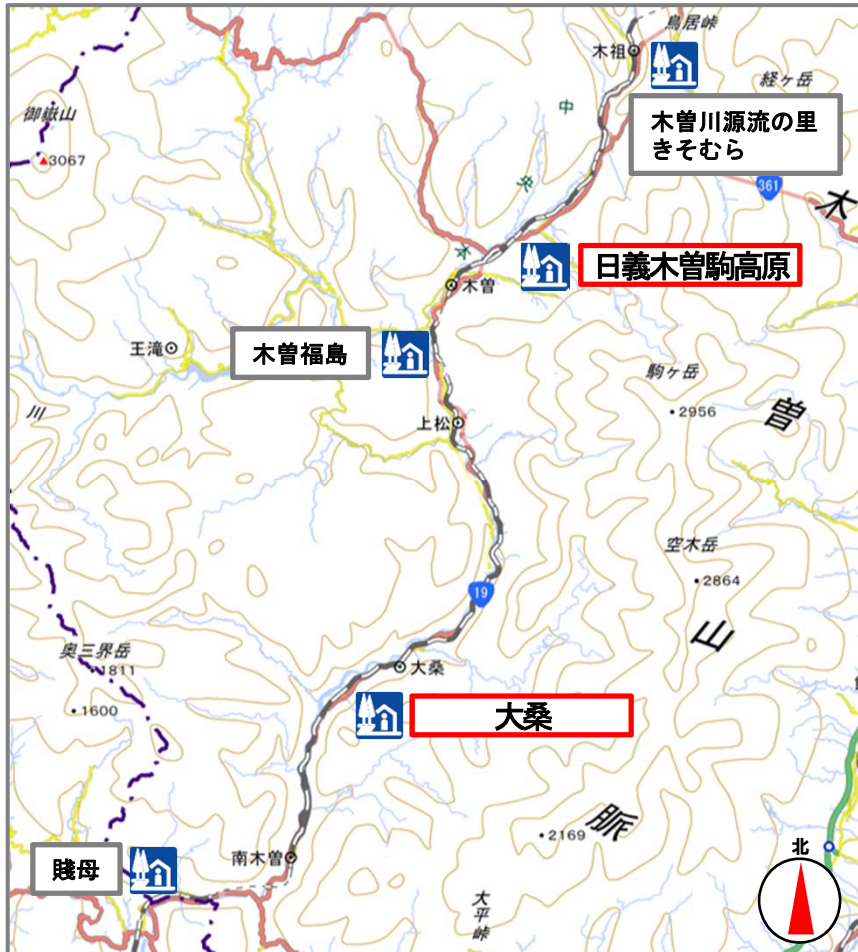 鳥居峠
木祖
経ヶ岳
御嶽山
3067
中
木曽川源流の里
きそむら
361
木
央
木
日義木曽駒高原
木曽
王滝
木曽福島
駒ヶ岳
2956
曽
川
上松
空木岳
2864
19
山
奥三界岳
1811
大桑
1600
大桑
2169
脈
北
南木曽
賤母
大平峠